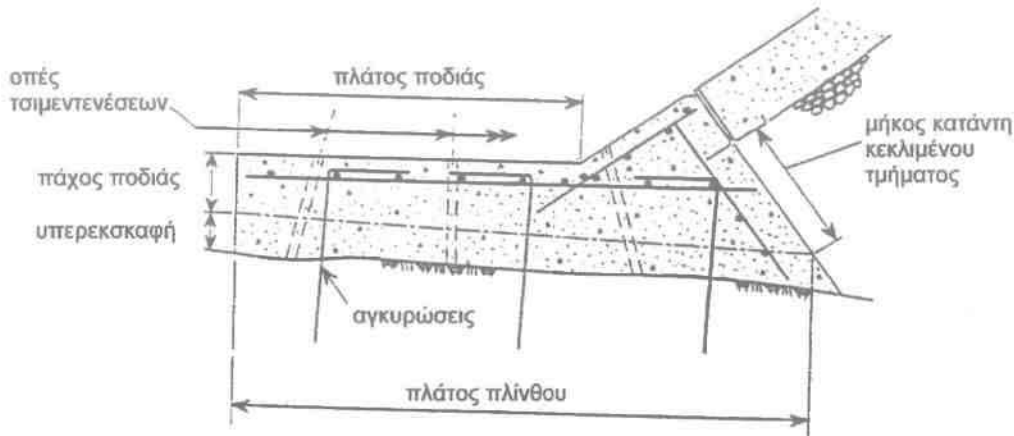 οπές
τσιμεντενέσεων
πλάτος ποδιάς
μήκος κατάντη
κεκλιμένου
τμήματος
πάχος ποδιάς
υπερεκσκαφή
αγκυρώσεις
πλάτος πλίνθου